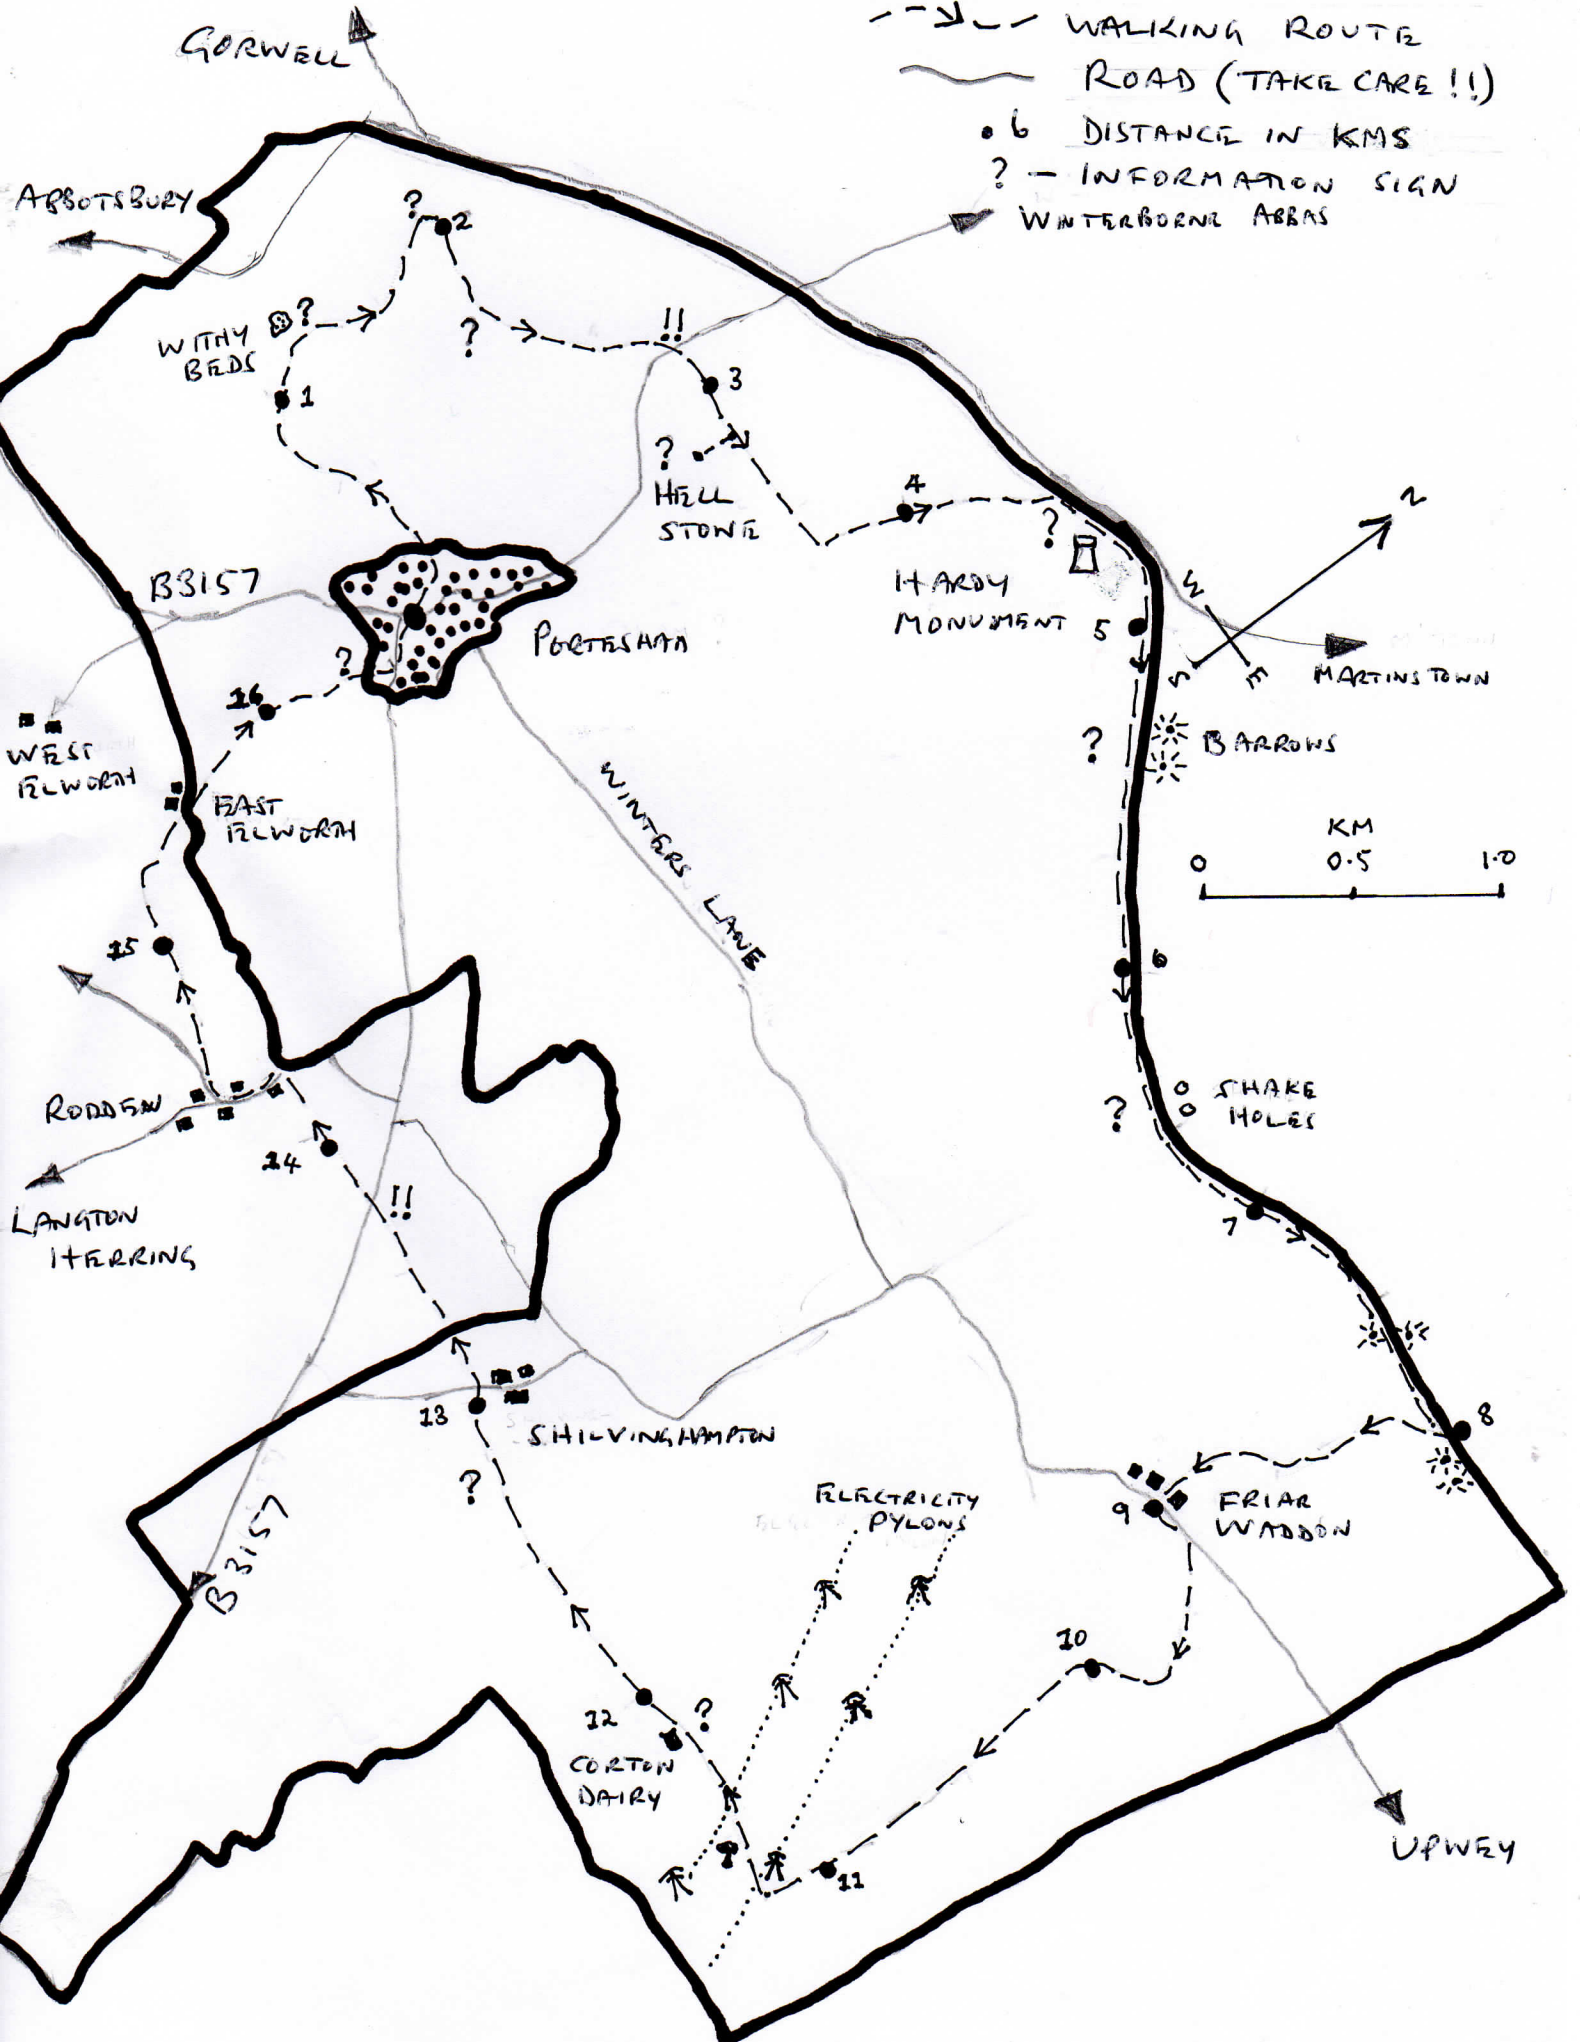 GORWELL
WALKING ROUTE
ROAD (TAKE CARE !!)
. 6 DISTANCE IN KMS
? – INFORMATION SIGN
ABBOTSBURY
WINTERBORNE ABBAS
?
2
WITHY
BEDS
?
?
!!
1
3
?
HELL
STONE
4
?
HARDY
MONUMENT
N
W
S
E
MARTINSTOWN
B3157
PORTESHAM
5
?
16
WEST
ELWORTH
EAST
ELWORTH
WINTERS LANE
?
BARROWS
KM
0 0.5 1.0
15
6
RODDEN
?
SHAKE
HOLES
14
!!
LANGTON
HERRING
7
13
SHILVINGHAMPTON
8
?
ELECTRICITY
PYLONS
9
FRIAR
WADDON
B3157
10
12
?
CORTON
DAIRY
11
UPWEY